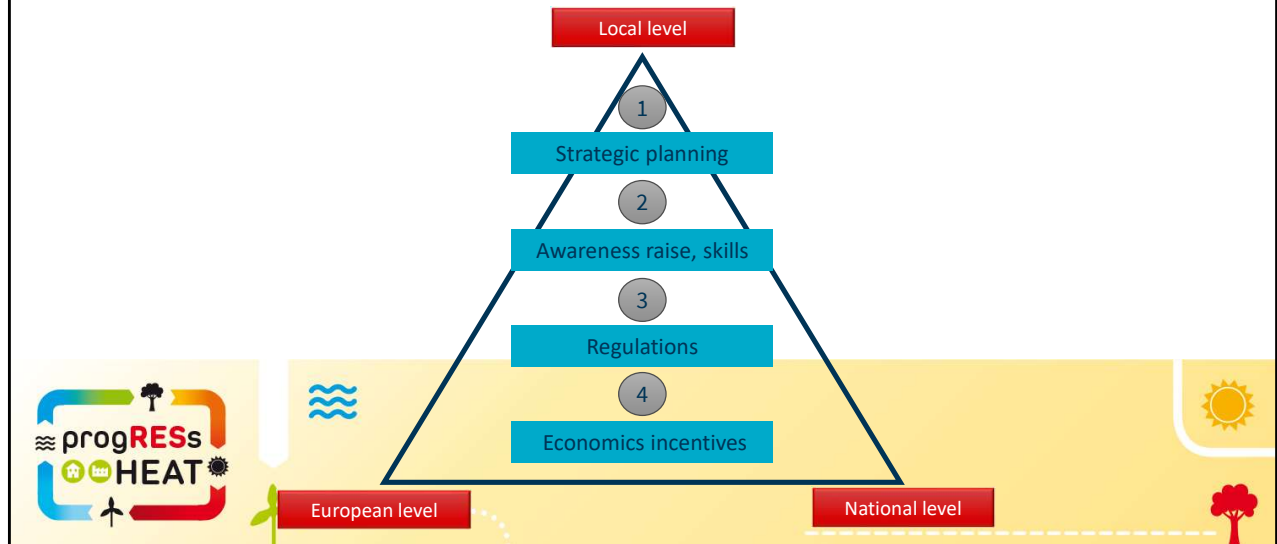 Local level
1
Strategic planning
2
Awareness raise, skills
3
Regulations
4
Economics incentives
progRESs
HEAT
European level
National level